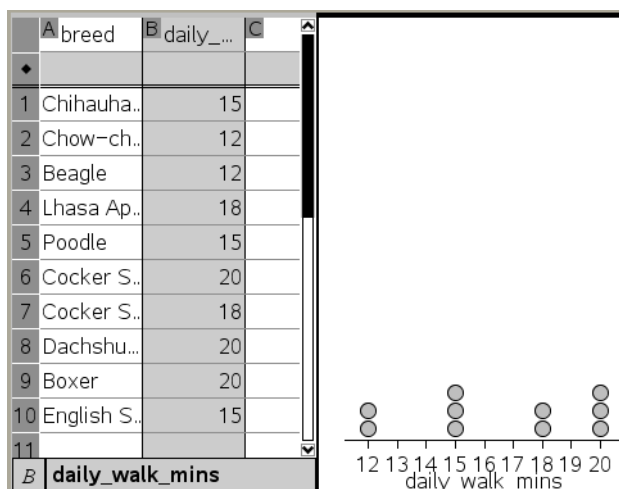 A breed B daily_... C
◆
1 Chihauha.. 15
2 Chow-ch.. 12
3 Beagle 12
4 Lhasa Ap.. 18
5 Poodle 15
6 Cocker S.. 20
7 Cocker S.. 18
8 Dachshu... 20
9 Boxer 20
10 English S.. 15
11
B daily_walk_mins
12 13 14 15 16 17 18 19 20
daily_walk_mins